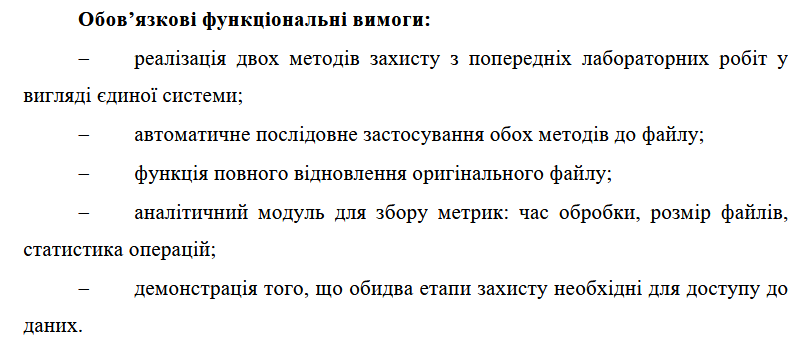 Обов’язкові функціональні вимоги:
– реалізація двох методів захисту з попередніх лабораторних робіт у
вигляді єдиної системи;
– автоматичне послідовне застосування обох методів до файлу;
– функція повного відновлення оригінального файлу;
– аналітичний модуль для збору метрик: час обробки, розмір файлів,
статистика операцій;
– демонстрація того, що обидва етапи захисту необхідні для доступу до
даних.